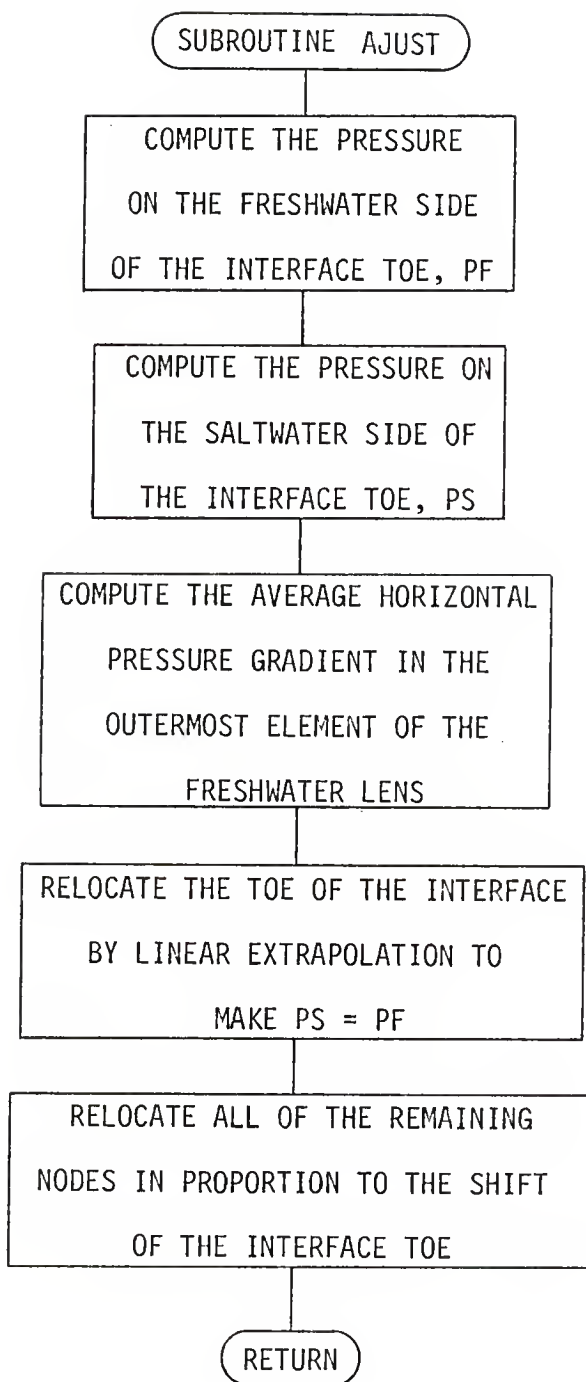 SUBROUTINE AJUST
COMPUTE THE PRESSURE
ON THE FRESHWATER SIDE
OF THE INTERFACE TOE, PF
COMPUTE THE PRESSURE ON
THE SALTWATER SIDE OF
THE INTERFACE TOE, PS
COMPUTE THE AVERAGE HORIZONTAL
PRESSURE GRADIENT IN THE
OUTERMOST ELEMENT OF THE
FRESHWATER LENS
RELOCATE THE TOE OF THE INTERFACE
BY LINEAR EXTRAPOLATION TO
MAKE PS = PF
RELOCATE ALL OF THE REMAINING
NODES IN PROPORTION TO THE SHIFT
OF THE INTERFACE TOE
RETURN